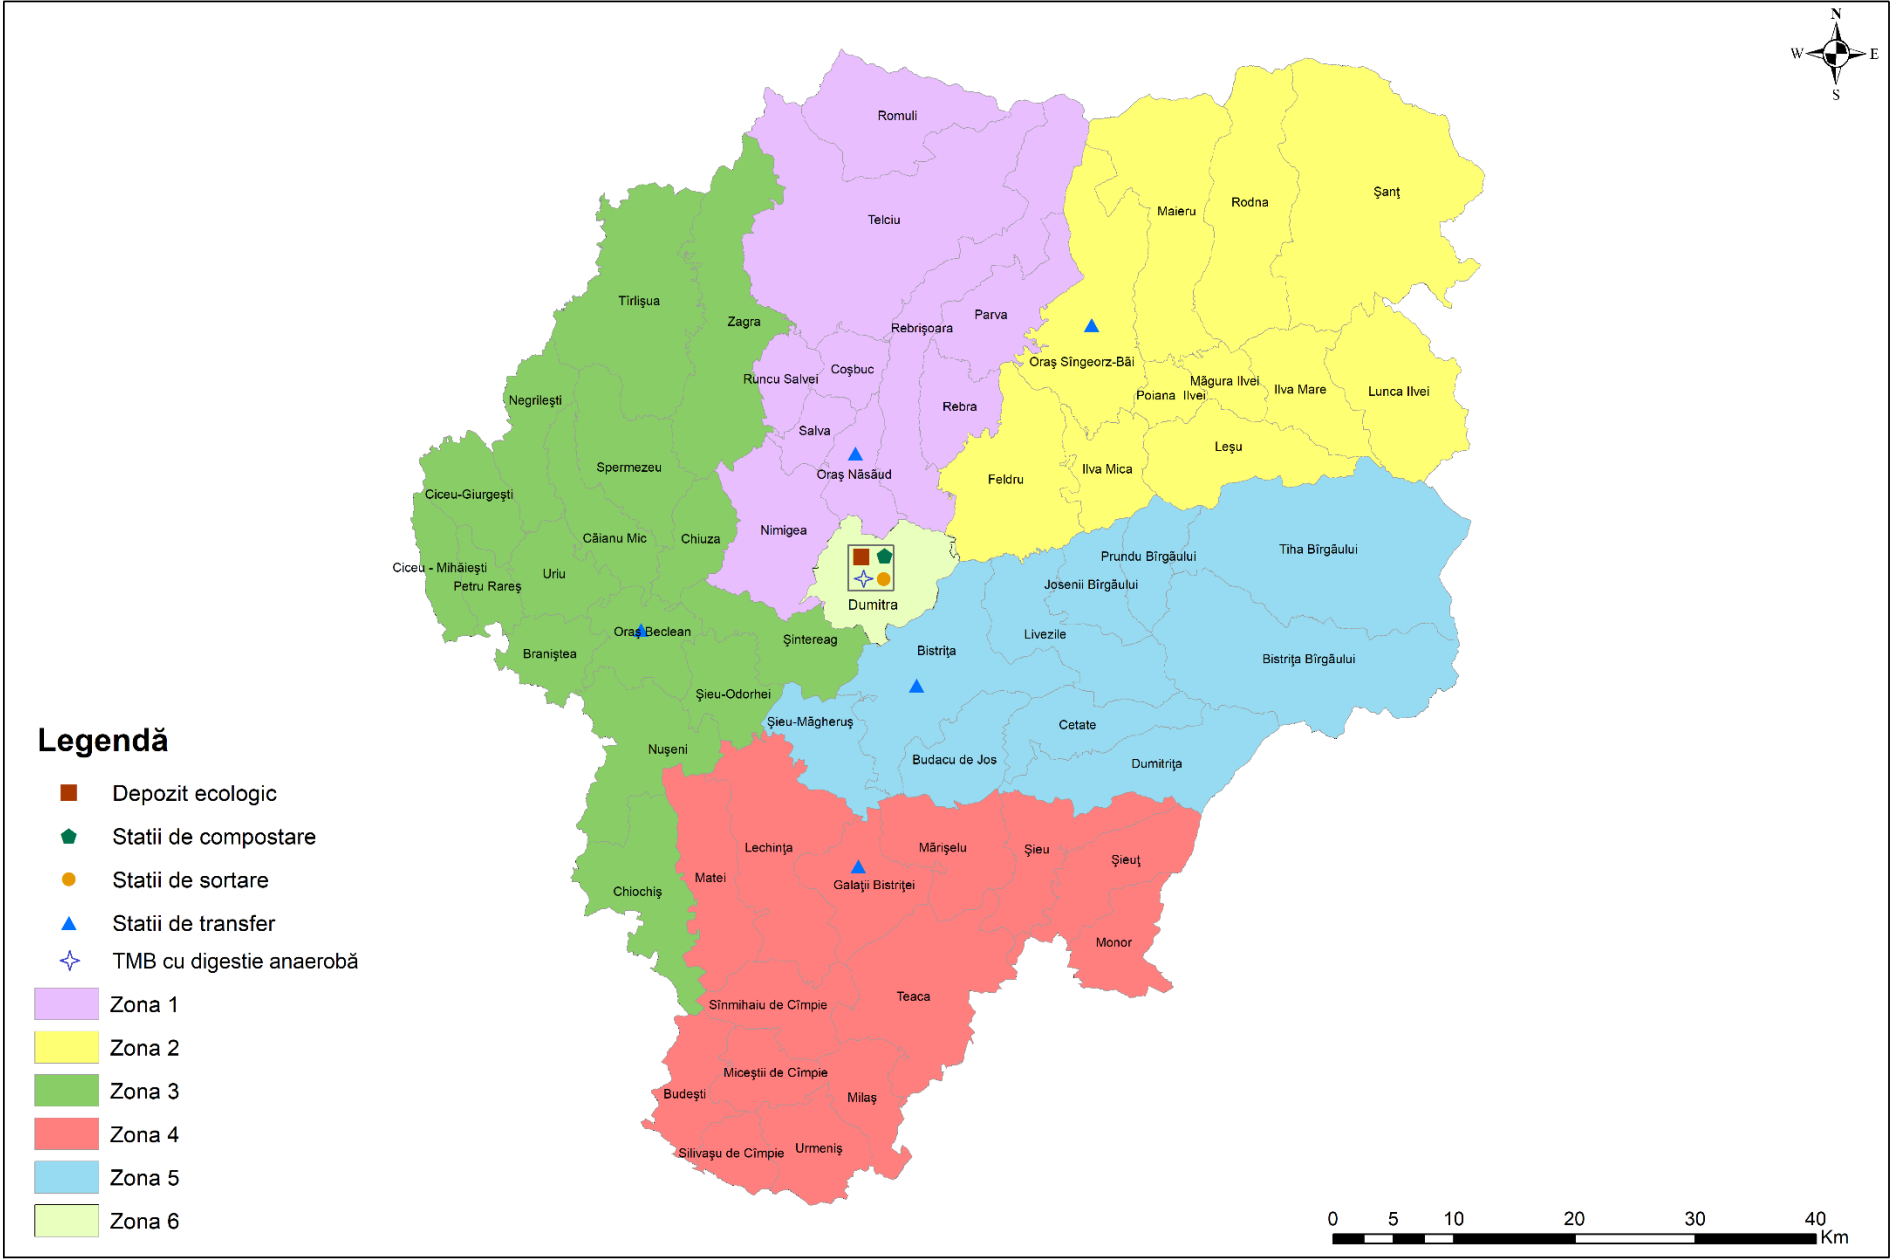 N
W
E
S
Romuli
Şanţ
Rodna
Maieru
Telciu
Tîrlişua
Parva
Zagra
Rebrişoara
Oraş Sîngeorz-Băi
Coşbuc
Runcu Salvei
Măgura Ilvei
Ilva Mare
Lunca Ilvei
Poiana Ilvei
Negrileşti
Rebra
Salva
Leşu
Spermezeu
Ilva Mica
Oraş Năsăud
Feldru
Ciceu-Giurgeşti
Nimigea
Căianu Mic
Chiuza
Tiha Bîrgăului
Prundu Bîrgăului
Ciceu - Mihăieşti
Uriu
Josenii Bîrgăului
Petru Rareş
Dumitra
Oraş Beclean
Livezile
Şintereag
Braniştea
Bistriţa
Bistriţa Bîrgăului
Şieu-Odorhei
Şieu-Măgheruş
Cetate
Nuşeni
Budacu de Jos
Dumitriţa
Lechinţa
Mărişelu
Şieu
Şieuţ
Matei
Galaţii Bistriţei
Chiochiş
Monor
Teaca
Sînmihaiu de Cîmpie
Miceştii de Cîmpie
Budeşti
Milaş
Urmeniş
Silivaşu de Cîmpie
Legendă
Depozit ecologic
Statii de compostare
Statii de sortare
Statii de transfer
TMB cu digestie anaerobă
Zona 1
Zona 2
Zona 3
Zona 4
Zona 5
Zona 6
0 5 10 20 30 40
Km